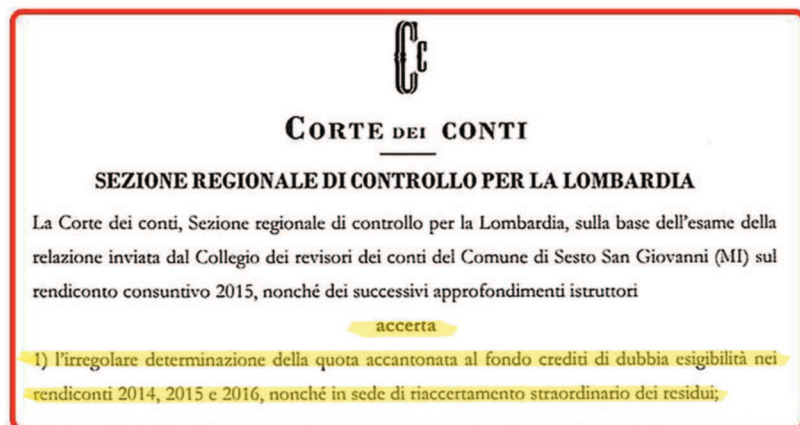 Cc
CORTE DEI CONTI
SEZIONE REGIONALE DI CONTROLLO PER LA LOMBARDIA
La Corte dei conti, Sezione regionale di controllo per la Lombardia, sulla base dell'esame della
relazione inviata dal Collegio dei revisori dei conti del Comune di Sesto San Giovanni (MI) sul
rendiconto consuntivo 2015, nonché dei successivi approfondimenti istruttori
accerta
1) l'irregolare determinazione della quota accantonata al fondo crediti di dubbia esigibilità nei
rendiconti 2014, 2015 e 2016, nonché in sede di riaccertamento straordinario dei residui;